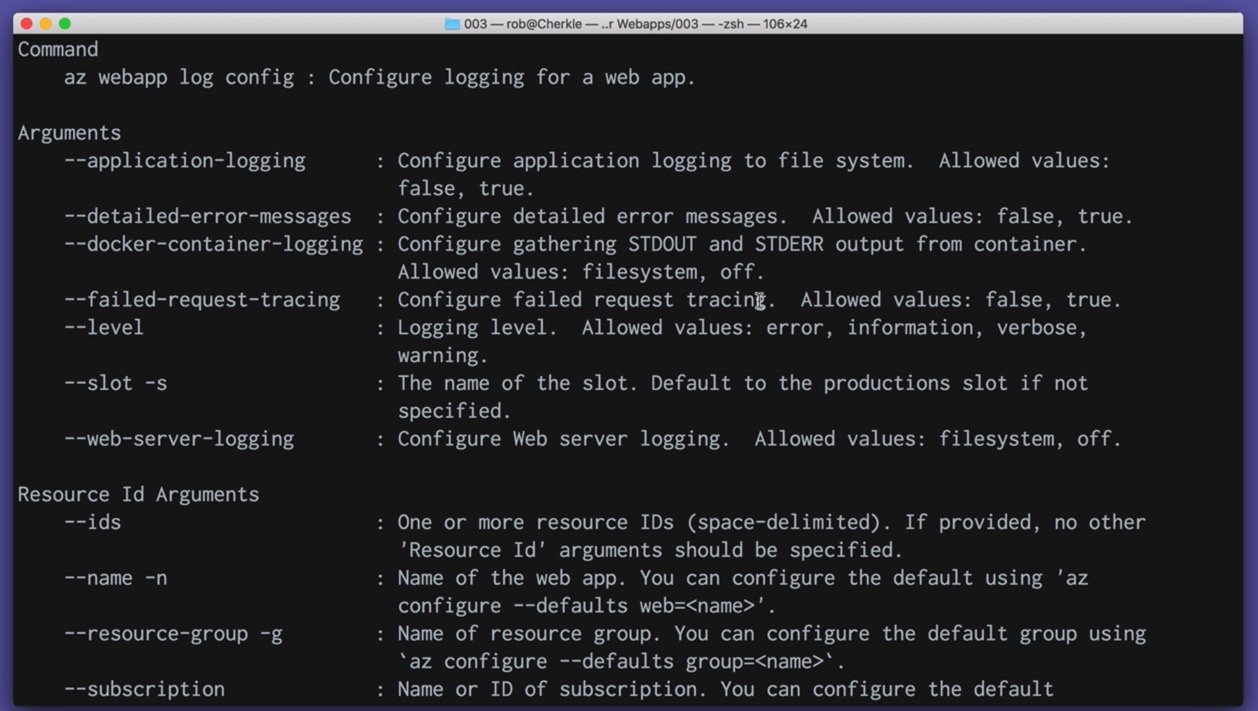 003 — rob@Cherkle — ..r Webapps/003 — -zsh — 106×24
Command
    az webapp log config : Configure logging for a web app.

Arguments
    --application-logging      : Configure application logging to file system.  Allowed values:
                                 false, true.
    --detailed-error-messages  : Configure detailed error messages.  Allowed values: false, true.
    --docker-container-logging : Configure gathering STDOUT and STDERR output from container.
                                 Allowed values: filesystem, off.
    --failed-request-tracing   : Configure failed request tracing.  Allowed values: false, true.
    --level                    : Logging level.  Allowed values: error, information, verbose,
                                 warning.
    --slot -s                  : The name of the slot. Default to the productions slot if not
                                 specified.
    --web-server-logging       : Configure Web server logging.  Allowed values: filesystem, off.

Resource Id Arguments
    --ids                      : One or more resource IDs (space-delimited). If provided, no other
                                 'Resource Id' arguments should be specified.
    --name -n                  : Name of the web app. You can configure the default using 'az
                                 configure --defaults web=<name>'.
    --resource-group -g        : Name of resource group. You can configure the default group using
                                 `az configure --defaults group=<name>`.
    --subscription             : Name or ID of subscription. You can configure the default